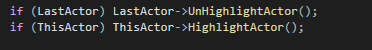 if (LastActor) LastActor->UnHighlightActor();
if (ThisActor) ThisActor->HighlightActor();